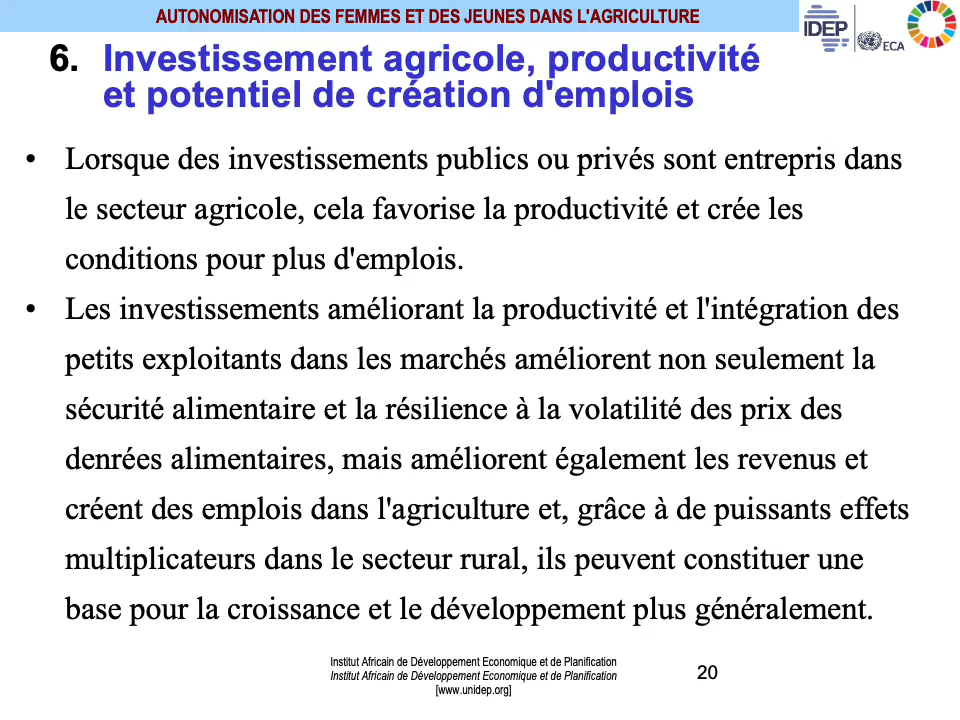 AUTONOMISATION DES FEMMES ET DES JEUNES DANS L'AGRICULTURE
IDEP
ECA
6. Investissement agricole, productivité
et potentiel de création d'emplois
• Lorsque des investissements publics ou privés sont entrepris dans
le secteur agricole, cela favorise la productivité et crée les
conditions pour plus d'emplois.
• Les investissements améliorant la productivité et l'intégration des
petits exploitants dans les marchés améliorent non seulement la
sécurité alimentaire et la résilience à la volatilité des prix des
denrées alimentaires, mais améliorent également les revenus et
créent des emplois dans l'agriculture et, grâce à de puissants effets
multiplicateurs dans le secteur rural, ils peuvent constituer une
base pour la croissance et le développement plus généralement.
Institut Africain de Développement Economique et de Planification
Institut Africain de Développement Economique et de Planification
[www.unidep.org]
20